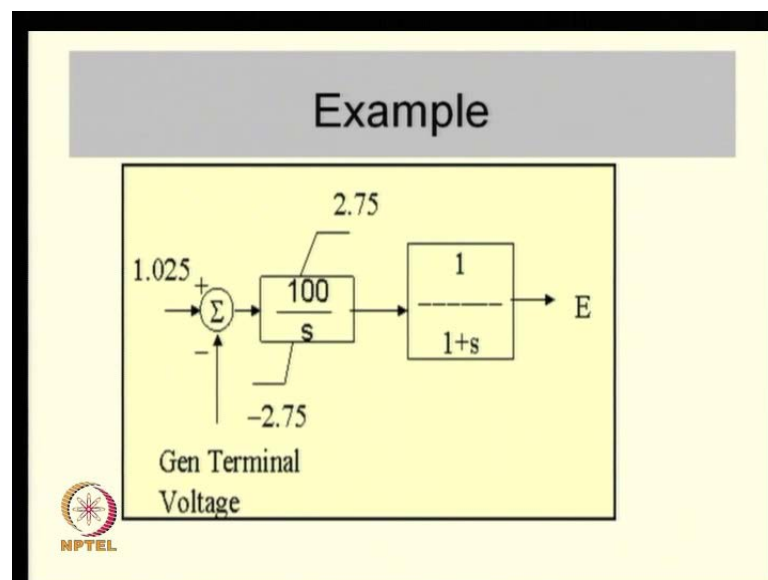 Example
2.75
1.025
+
Σ
100
s
1
1+s
E
−
−2.75
Gen Terminal
Voltage
NPTEL